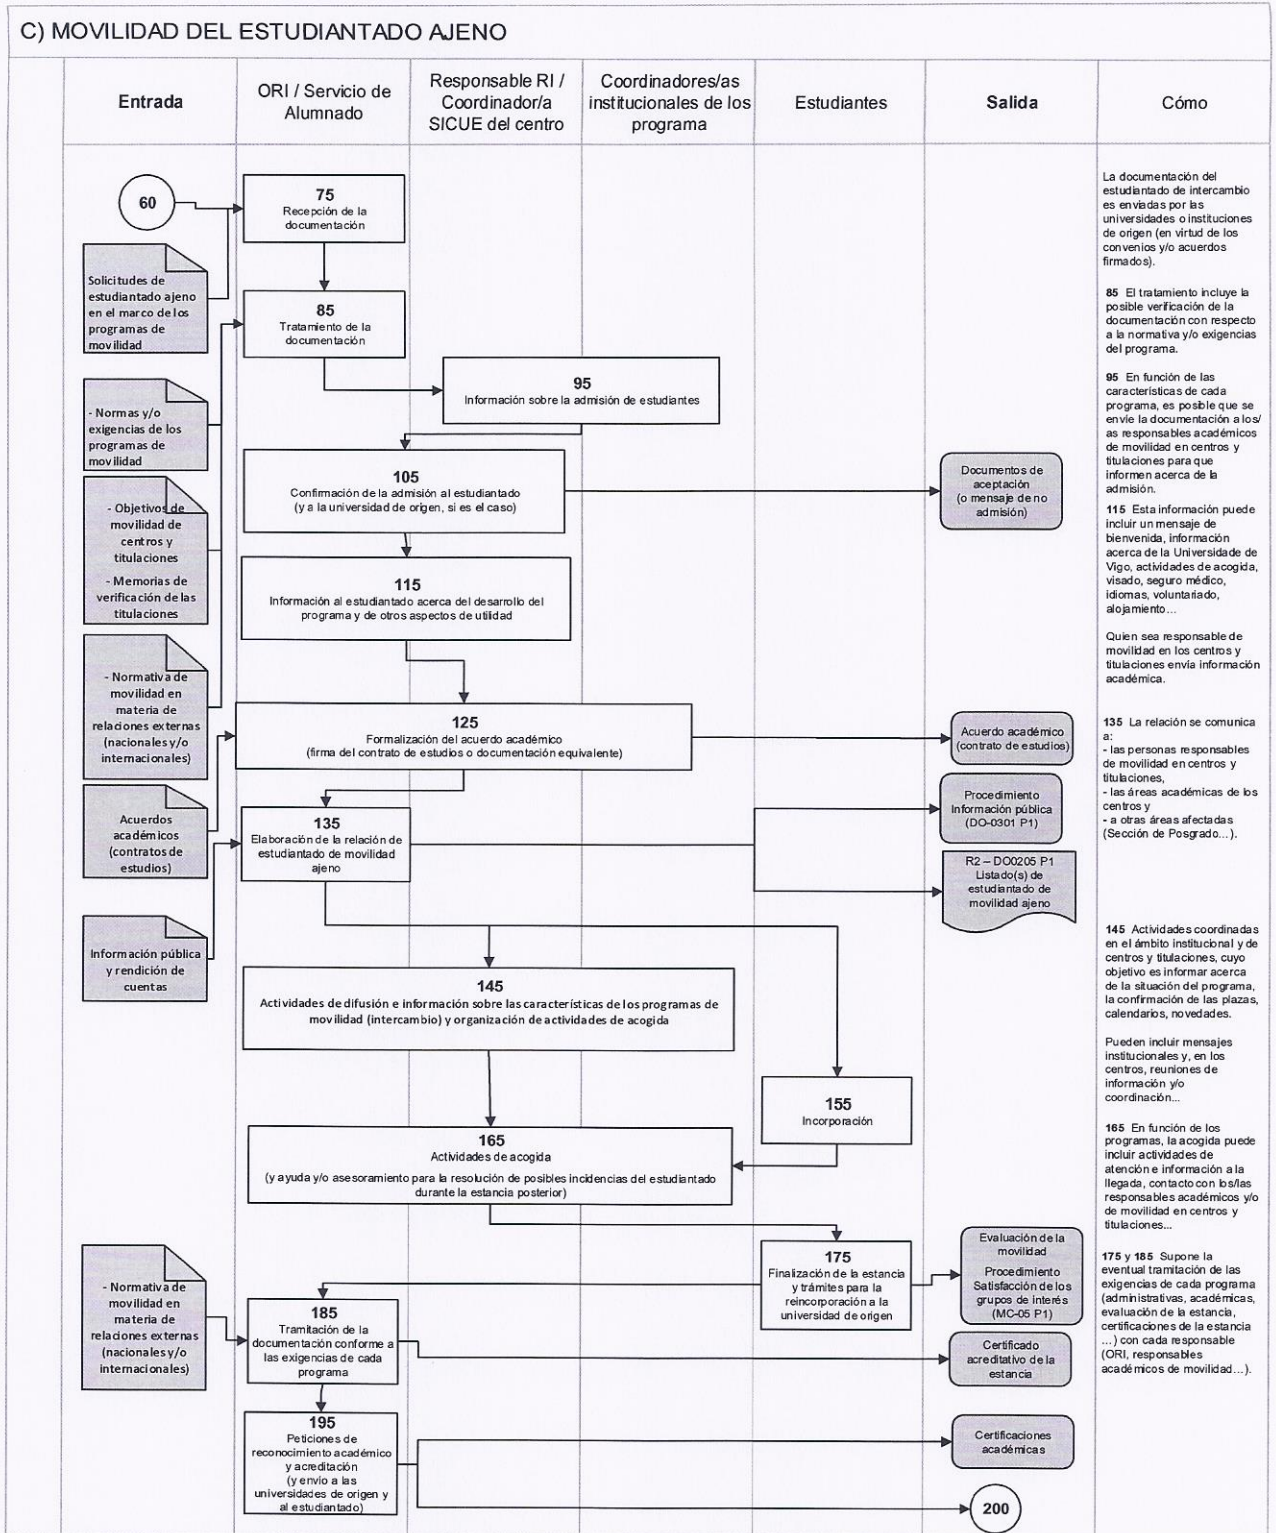 C) MOVILIDAD DEL ESTUDIANTADO AJENO
Entrada
ORI / Servicio de
Alumnado
Responsable RI /
Coordinador/a
SICUE del centro
Coordinadores/as
institucionales de los
programa
Estudiantes
Salida
Cómo
60
75
Recepción de la
documentación
La documentación del
estudiantado de intercambio
es enviadas por las
universidades o instituciones
de origen (en virtud de los
convenios y/o acuerdos
firmados).
Solicitudes de
estudiantado ajeno
en el marco de los
programas de
movilidad
85
Tratamiento de la
documentación
85 El tratamiento incluye la
posible verificación de la
documentación con respecto
a la normativa y/o exigencias
del programa.
- Normas y/o
exigencias de los
programas de
movilidad
95
Información sobre la admisión de estudiantes
95 En función de las
características de cada
programa, es posible que se
envíe la documentación a los/
as responsables académicos
de movilidad en centros y
titulaciones para que
informen acerca de la
admisión.
105
Confirmación de la admisión al estudiantado
(y a la universidad de origen, si es el caso)
Documentos de
aceptación
(o mensaje de no
admisión)
- Objetivos de
movilidad de
centros y
titulaciones
- Memorias de
verificación de las
titulaciones
115
Información al estudiantado acerca del desarrollo del
programa y de otros aspectos de utilidad
115 Esta información puede
incluir un mensaje de
bienvenida, información
acerca de la Universidade de
Vigo, actividades de acogida,
visado, seguro médico,
idiomas, voluntariado,
alojamiento...
Quien sea responsable de
movilidad en los centros y
titulaciones envía información
académica.
- Normativa de
movilidad en
materia de
relaciones externas
(nacionales y/o
internacionales)
125
Formalización del acuerdo académico
(firma del contrato de estudios o documentación equivalente)
Acuerdo académico
(contrato de estudios)
Acuerdos
académicos
(contratos de
estudios)
135
Elaboración de la relación de
estudiantado de movilidad
ajeno
Procedimiento
Información pública
(DO-0301 P1)
R2 – DO0205 P1
Listado(s) de
estudiantado de
movilidad ajeno
135 La relación se comunica
a:
- las personas responsables
de movilidad en centros y
titulaciones,
- las áreas académicas de los
centros y
- a otras áreas afectadas
(Sección de Posgrado...).
Información pública
y rendición de
cuentas
145
Actividades de difusión e información sobre las características de los programas de
movilidad (intercambio) y organización de actividades de acogida
145 Actividades coordinadas
en el ámbito institucional y de
centros y titulaciones, cuyo
objetivo es informar acerca
de la situación del programa,
la confirmación de las plazas,
calendarios, novedades.
Pueden incluir mensajes
institucionales y, en los
centros, reuniones de
información y/o
coordinación...
155
Incorporación
165
Actividades de acogida
(y ayuda y/o asesoramiento para la resolución de posibles incidencias del estudiantado
durante la estancia posterior)
165 En función de los
programas, la acogida puede
incluir actividades de
atención e información a la
llegada, contacto con los/las
responsables académicos y/o
de movilidad en centros y
titulaciones...
175
Finalización de la estancia
y trámites para la
reincorporación a la
universidad de origen
Evaluación de la
movilidad
Procedimiento
Satisfacción de los
grupos de interés
(MC-05 P1)
175 y 185 Supone la
eventual tramitación de las
exigencias de cada programa
(administrativas, académicas,
evaluación de la estancia,
certificaciones de la estancia
...) con cada responsable
(ORI, responsables
académicos de movilidad...).
- Normativa de
movilidad en
materia de
relaciones externas
(nacionales y/o
internacionales)
185
Tramitación de la
documentación conforme a
las exigencias de cada
programa
Certificado
acreditativo de la
estancia
195
Peticiones de
reconocimiento académico
y acreditación
(y envio a las
universidades de origen y
al estudiantado)
Certificaciones
académicas
200